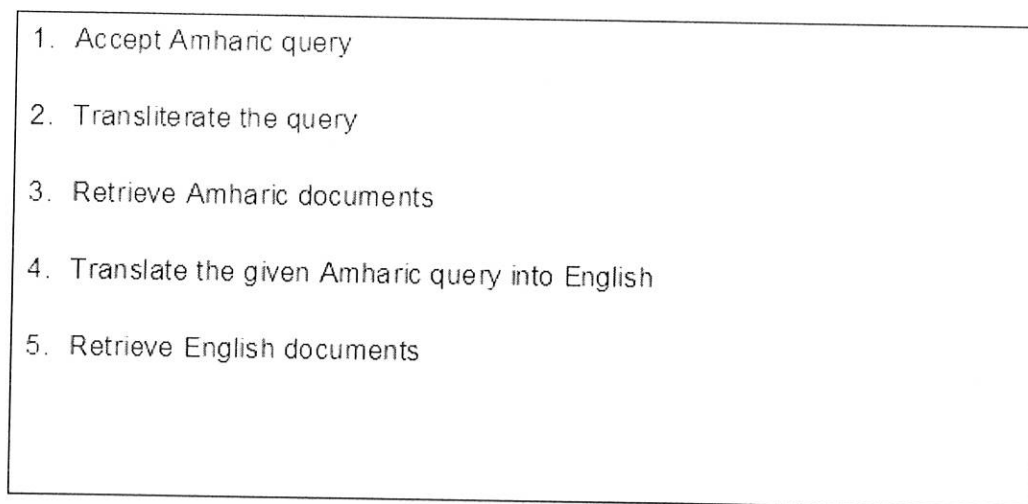 1. Accept Amharic query
2. Transliterate the query
3. Retrieve Amharic documents
4. Translate the given Amharic query into English
5. Retrieve English documents